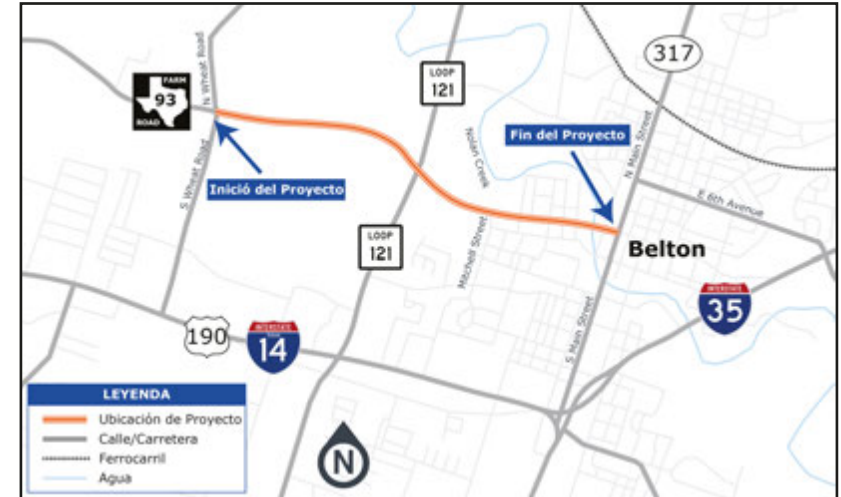 317
LOOP
121
FARM
93
ROAD
N Wheat Road
S Wheat Road
Inició del Proyecto
Nolan Creek
Fin del Proyecto
N Main Street
E 6th Avenue
LOOP
121
Mitchell Street
Belton
S Main Street
INTERSTATE
35
190
INTERSTATE
14
LEYENDA
Ubicación de Proyecto
Calle/Carretera
Ferrocarril
Agua
N